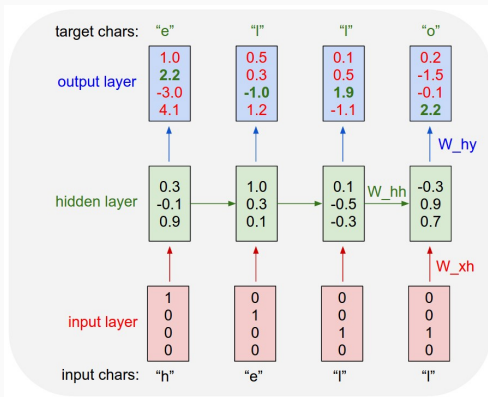 target chars: “e” “l” “l” “o”
1.0 0.5 0.1 0.2
2.2 0.3 0.5 -1.5
output layer -3.0 -1.0 1.9 -0.1
4.1 1.2 -1.1 2.2
W_hy
0.3 1.0 0.1 W_hh -0.3
hidden layer -0.1 0.3 -0.5 0.9
0.9 0.1 -0.3 0.7
W_xh
1 0 0 0
input layer 0 1 0 0
0 0 1 1
0 0 0 0
input chars: “h” “e” “l” “l”